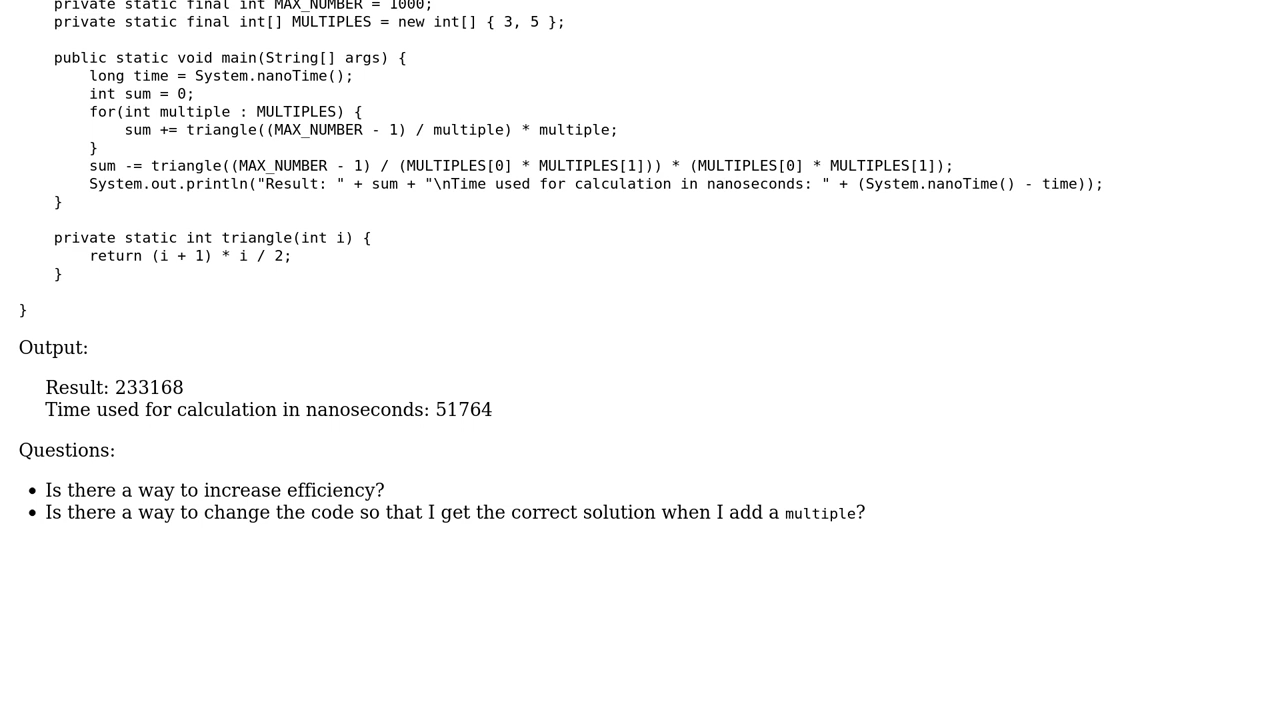 private static final int MAX_NUMBER = 1000;
private static final int[] MULTIPLES = new int[] { 3, 5 };
public static void main(String[] args) {
long time = System.nanoTime();
int sum = 0;
for(int multiple : MULTIPLES) {
sum += triangle((MAX_NUMBER - 1) / multiple) * multiple;
}
sum -= triangle((MAX_NUMBER - 1) / (MULTIPLES[0] * MULTIPLES[1])) * (MULTIPLES[0] * MULTIPLES[1]);
System.out.println("Result: " + sum + "\nTime used for calculation in nanoseconds: " + (System.nanoTime() - time));
}
private static int triangle(int i) {
return (i + 1) * i / 2;
}
}
Output:
Result: 233168
Time used for calculation in nanoseconds: 51764
Questions:
• Is there a way to increase efficiency?
• Is there a way to change the code so that I get the correct solution when I add a multiple?